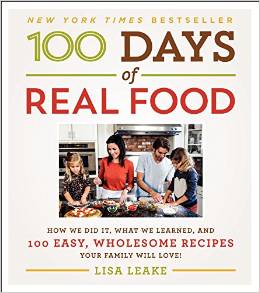 NEW YORK TIMES BESTSELLER
100 DAYS
of
REAL FOOD
HOW WE DID IT, WHAT WE LEARNED, AND
100 EASY, WHOLESOME RECIPES
YOUR FAMILY WILL LOVE!
LISA LEAKE